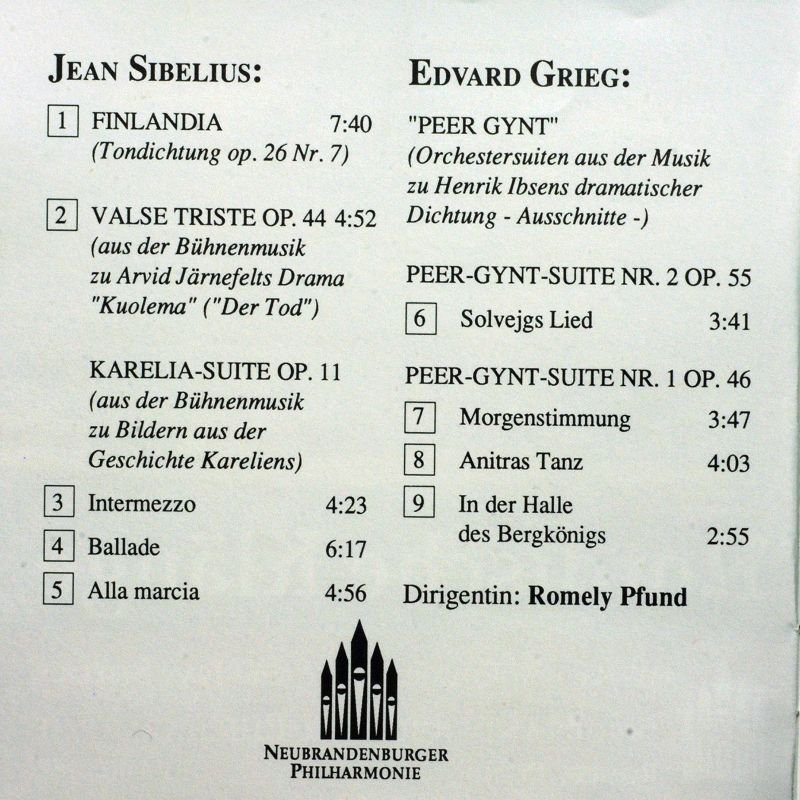 JEAN SIBELIUS:
1 FINLANDIA 7:40
(Tondichtung op. 26 Nr. 7)
2 VALSE TRISTE OP. 44 4:52
(aus der Bühnenmusik
zu Arvid Järnefelts Drama
"Kuolema" ("Der Tod")
KARELIA-SUITE OP. 11
(aus der Bühnenmusik
zu Bildern aus der
Geschichte Kareliens)
3 Intermezzo 4:23
4 Ballade 6:17
5 Alla marcia 4:56
EDVARD GRIEG:
"PEER GYNT"
(Orchestersuiten aus der Musik
zu Henrik Ibsens dramatischer
Dichtung - Ausschnitte -)
PEER-GYNT-SUITE NR. 2 OP. 55
6 Solvejgs Lied 3:41
PEER-GYNT-SUITE NR. 1 OP. 46
7 Morgenstimmung 3:47
8 Anitras Tanz 4:03
9 In der Halle
des Bergkönigs 2:55
Dirigentin: Romely Pfund
NEUBRANDENBURGER
PHILHARMONIE